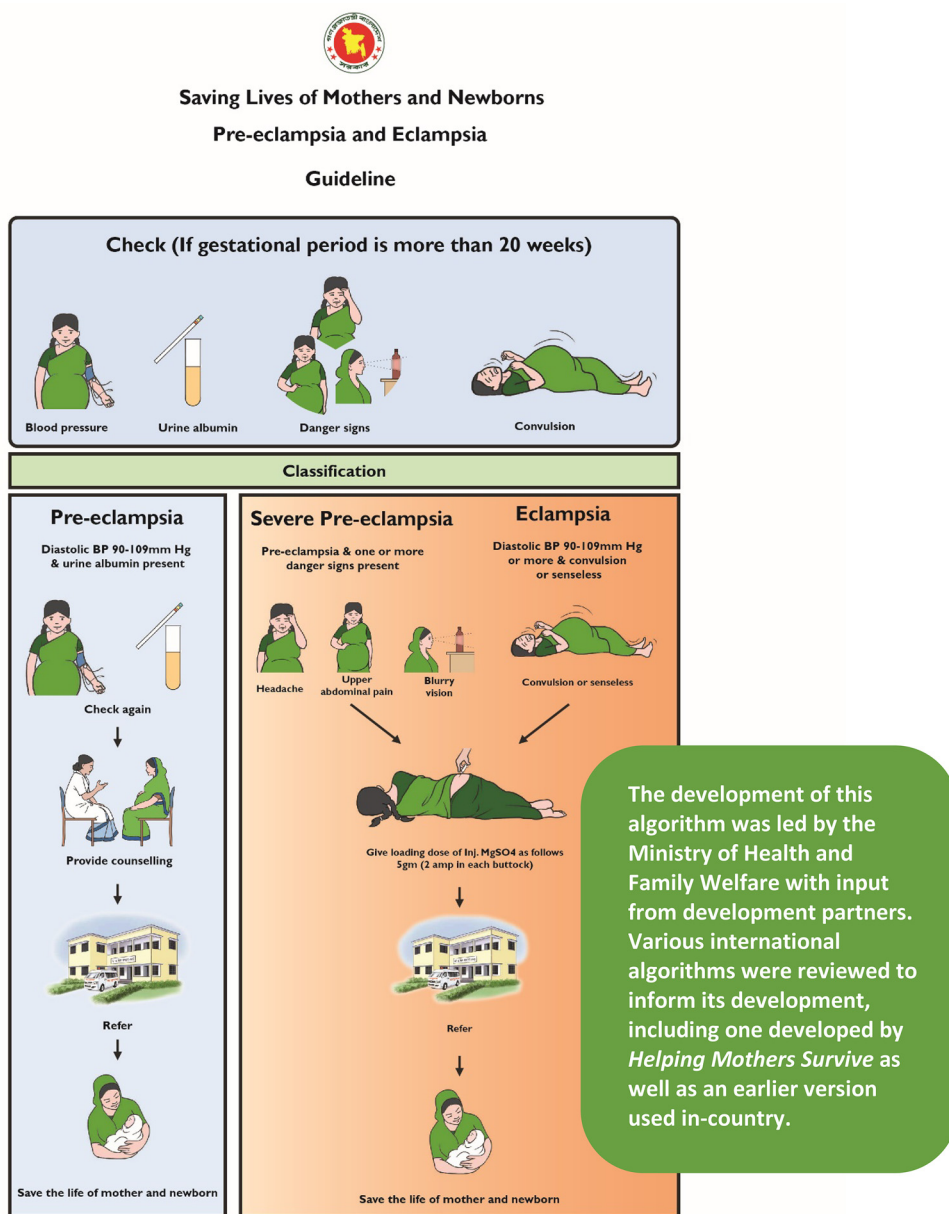 Saving Lives of Mothers and Newborns
Pre-eclampsia and Eclampsia
Guideline
Check (If gestational period is more than 20 weeks)
Blood pressure
Urine albumin
Danger signs
Convulsion
Classification
Pre-eclampsia
Diastolic BP 90-109mm Hg
& urine albumin present
Check again
Provide counselling
Refer
Save the life of mother and newborn
Severe Pre-eclampsia
Pre-eclampsia & one or more
danger signs present
Headache
Upper
abdominal pain
Blurry
vision
Eclampsia
Diastolic BP 90-109mm Hg
or more & convulsion
or senseless
Convulsion or senseless
Give loading dose of Inj. MgSO4 as follows
5gm (2 amp in each buttock)
Refer
Save the life of mother and newborn
The development of this
algorithm was led by the
Ministry of Health and
Family Welfare with input
from development partners.
Various international
algorithms were reviewed to
inform its development,
including one developed by
Helping Mothers Survive as
well as an earlier version
used in-country.